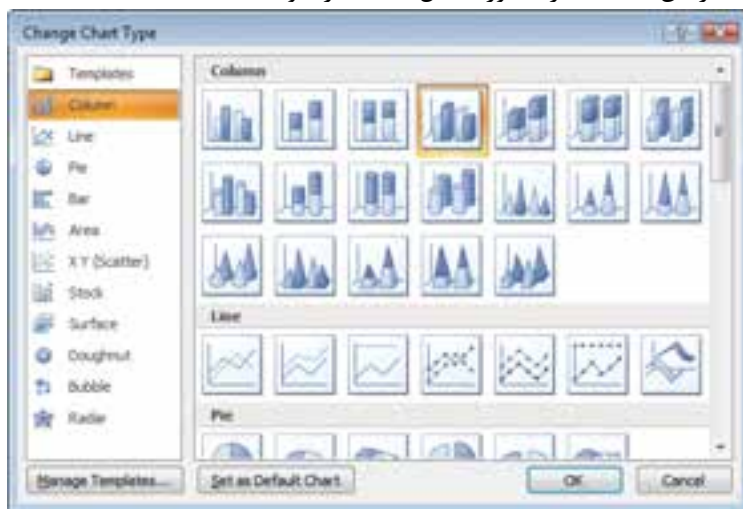 Change Chart Type
Templates
Column
Line
Pie
Bar
Area
X Y (Scatter)
Stock
Surface
Doughnut
Bubble
Radar
Column
Line
Pie
Manage Templates...
Set as Default Chart
OK
Cancel